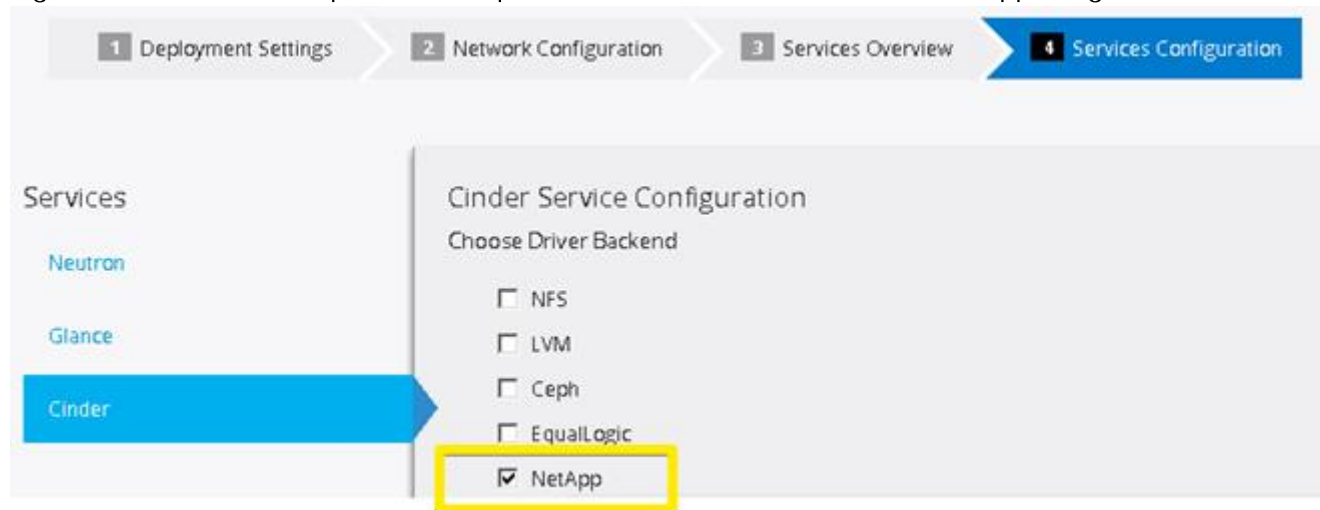 1 Deployment Settings 2 Network Configuration 3 Services Overview 4 Services Configuration
Services
Neutron
Glance
Cinder
Cinder Service Configuration
Choose Driver Backend
NFS
LVM
Ceph
EqualLogic
NetApp